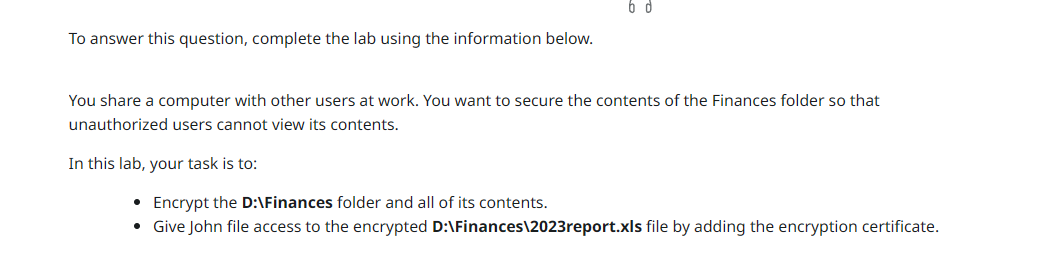 To answer this question, complete the lab using the information below.
You share a computer with other users at work. You want to secure the contents of the Finances folder so that
unauthorized users cannot view its contents.
In this lab, your task is to:
• Encrypt the D:\Finances folder and all of its contents.
• Give John file access to the encrypted D:\Finances\2023report.xls file by adding the encryption certificate.